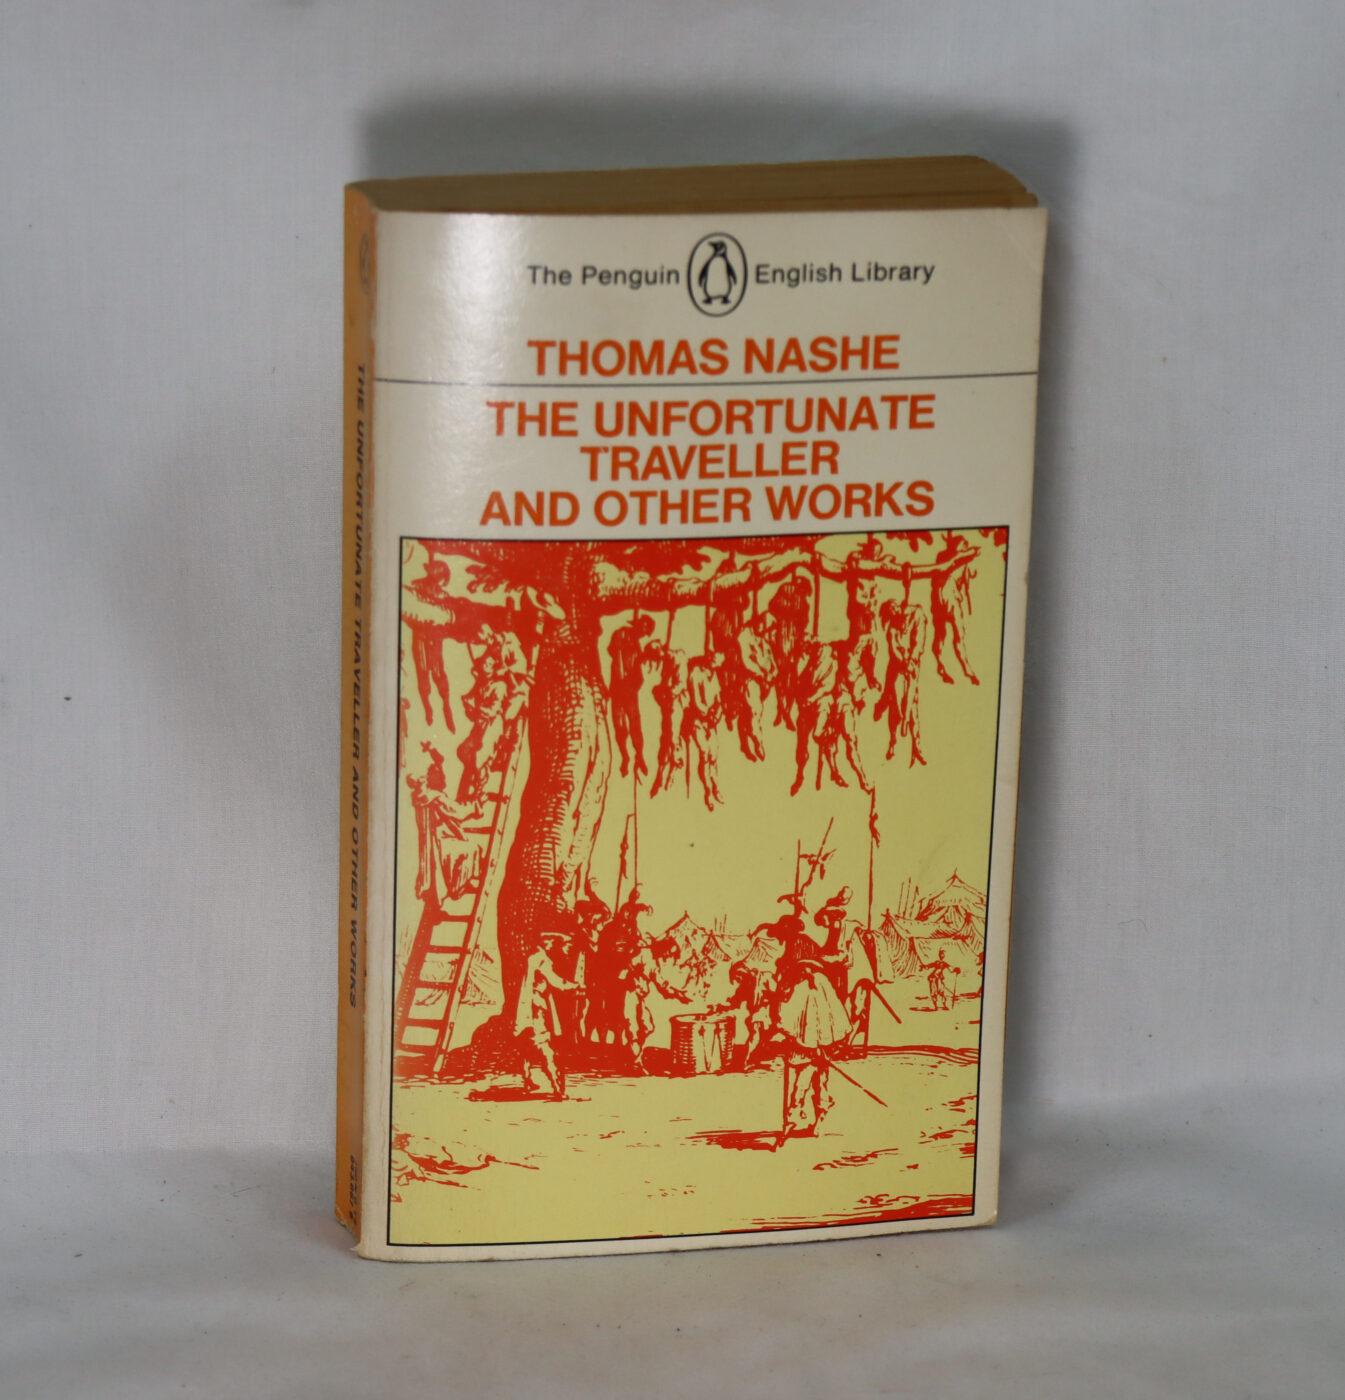 The Penguin English Library
THOMAS NASHE
THE UNFORTUNATE
TRAVELLER
AND OTHER WORKS
THE UNFORTUNATE TRAVELLER AND OTHER WORKS